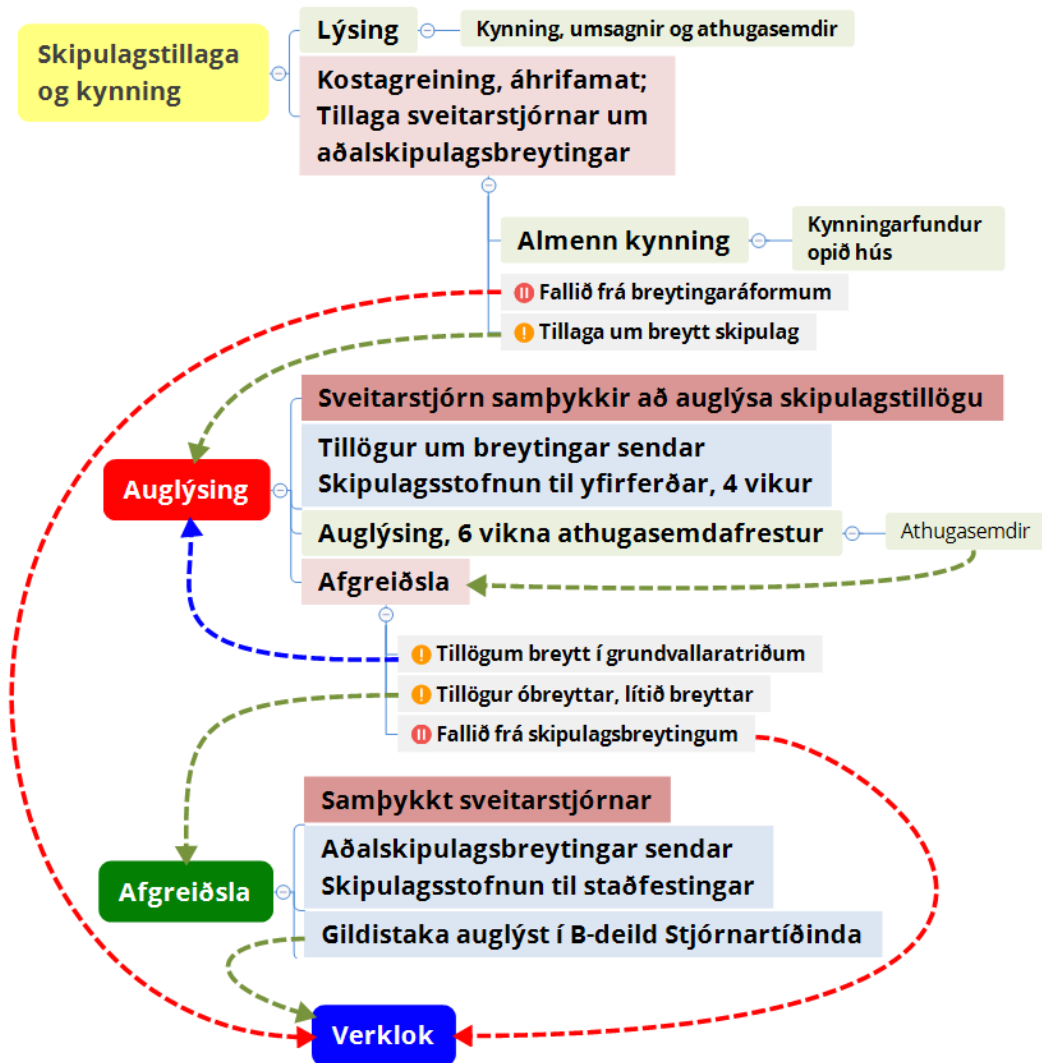 Skipulagstillaga
og kynning
Lýsing
Kynning, umsagnir og athugasemdir
Kostagreining, áhrifamat;
Tillaga sveitarstjórnar um
aðalskipulagsbreytingar
Almenn kynning
Kynningarfundur
opið hús
Fallið frá breytingaráformum
Tillaga um breytt skipulag
Auglýsing
Sveitarstjórn samþykkir að auglýsa skipulagstillögu
Tillögur um breytingar sendar
Skipulagsstofnun til yfirferðar, 4 vikur
Auglýsing, 6 vikna athugasemdafrestur
Athugasemdir
Afgreiðsla
Tillögum breytt í grundvallaratriðum
Tillögur óbreyttar, lítið breyttar
Fallið frá skipulagsbreytingum
Afgreiðsla
Samþykkt sveitarstjórnar
Aðalskipulagsbreytingar sendar
Skipulagsstofnun til staðfestingar
Gildistaka auglýst í B-deild Stjórnartíðinda
Verklok